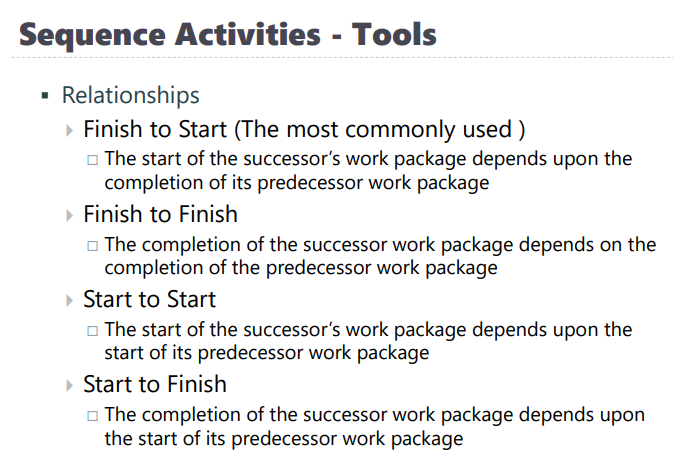 Sequence Activities - Tools
▪ Relationships
Finish to Start (The most commonly used )
The start of the successor's work package depends upon the
completion of its predecessor work package
Finish to Finish
The completion of the successor work package depends on the
completion of the predecessor work package
Start to Start
The start of the successor's work package depends upon the
start of its predecessor work package
Start to Finish
The completion of the successor work package depends upon
the start of its predecessor work package